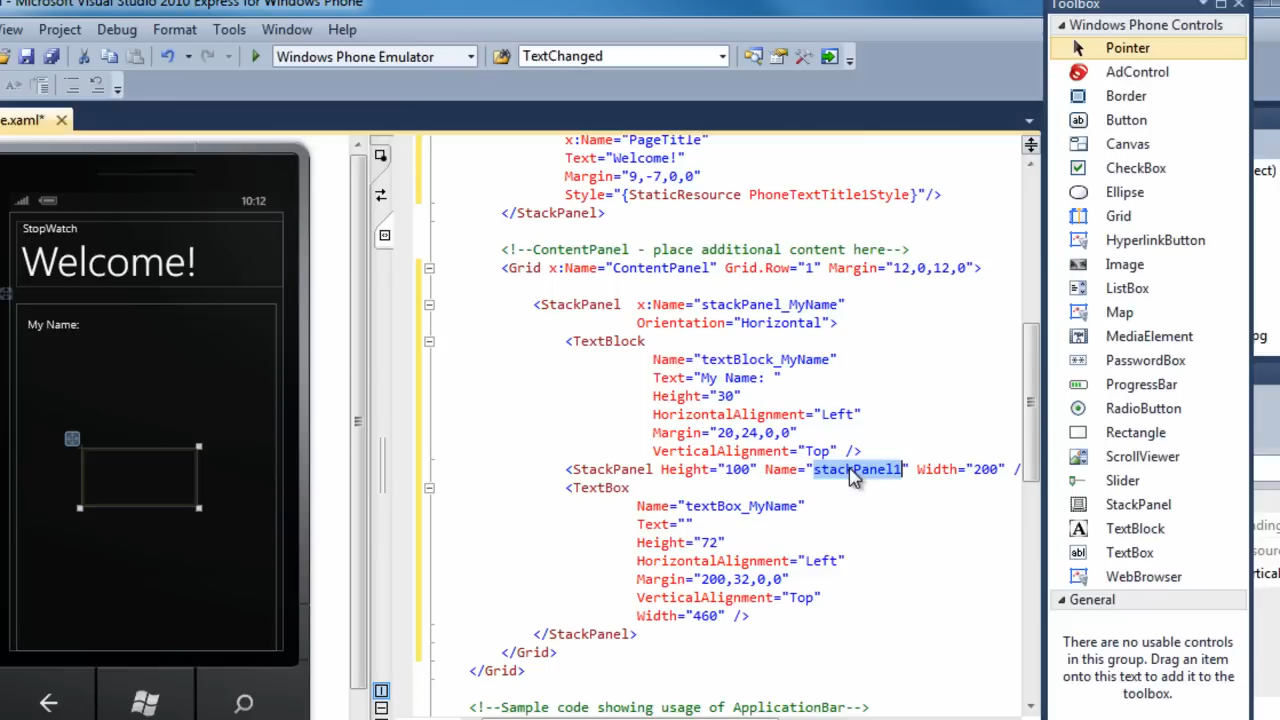 - Microsoft Visual Studio 2010 Express for Windows Phone
View Project Debug Format Tools Window Help
Windows Phone Emulator TextChanged
e.xaml*
10:12
StopWatch
Welcome!
My Name:
x:Name="PageTitle"
Text="Welcome!"
Margin="9,-7,0,0"
Style="{StaticResource PhoneTextTitle1Style}"/>
</StackPanel>
<!--ContentPanel - place additional content here-->
<Grid x:Name="ContentPanel" Grid.Row="1" Margin="12,0,12,0">
<StackPanel x:Name="stackPanel_MyName"
Orientation="Horizontal">
<TextBlock
Name="textBlock_MyName"
Text="My Name: "
Height="30"
HorizontalAlignment="Left"
Margin="20,24,0,0"
VerticalAlignment="Top" />
<StackPanel Height="100" Name="stackPanel1" Width="200" /
<TextBox
Name="textBox_MyName"
Text=""
Height="72"
HorizontalAlignment="Left"
Margin="200,32,0,0"
VerticalAlignment="Top"
Width="460" />
</StackPanel>
</Grid>
</Grid>
<!--Sample code showing usage of ApplicationBar-->
Toolbox
Windows Phone Controls
Pointer
AdControl
Border
Button
Canvas
CheckBox
Ellipse
Grid
HyperlinkButton
Image
ListBox
Map
MediaElement
PasswordBox
ProgressBar
RadioButton
Rectangle
ScrollViewer
Slider
StackPanel
TextBlock
TextBox
WebBrowser
General
There are no usable controls
in this group. Drag an item
onto this text to add it to the
toolbox.